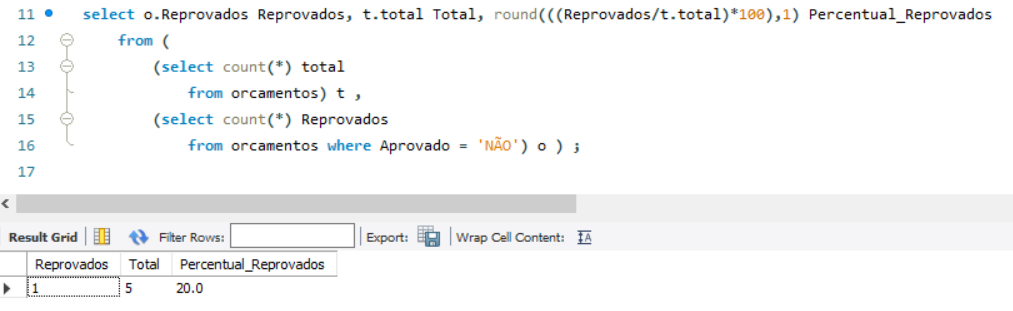 11 select o.Reprovados Reprovados, t.total Total, round(((Reprovados/t.total)*100),1) Percentual_Reprovados
12 from (
13 (select count(*) total
14 from orcamentos) t ,
15 (select count(*) Reprovados
16 from orcamentos where Aprovado = 'NÃO') o ) ;
17
Result Grid Filter Rows: Export: Wrap Cell Content: IA
Reprovados Total Percentual_Reprovados
1 5 20.0